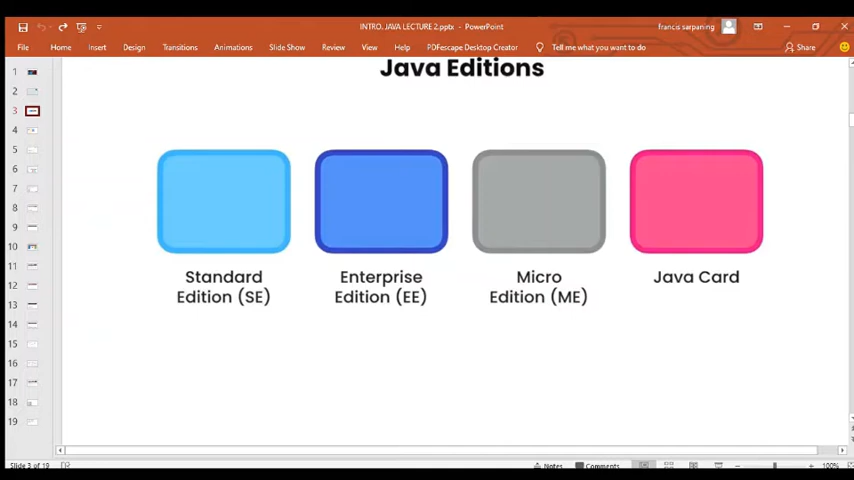 INTRO. JAVA LECTURE 2.pptx - PowerPoint
francis sarpaning
File Home Insert Design Transitions Animations Slide Show Review View Help PDFescape Desktop Creator Tell me what you want to do Share
Java Editions
1
2
3
4
5
6
7
8
9
10
11
12
13
14
15
16
17
18
19
Standard
Edition (SE)
Enterprise
Edition (EE)
Micro
Edition (ME)
Java Card
Slide 3 of 19
Notes Comments 100%